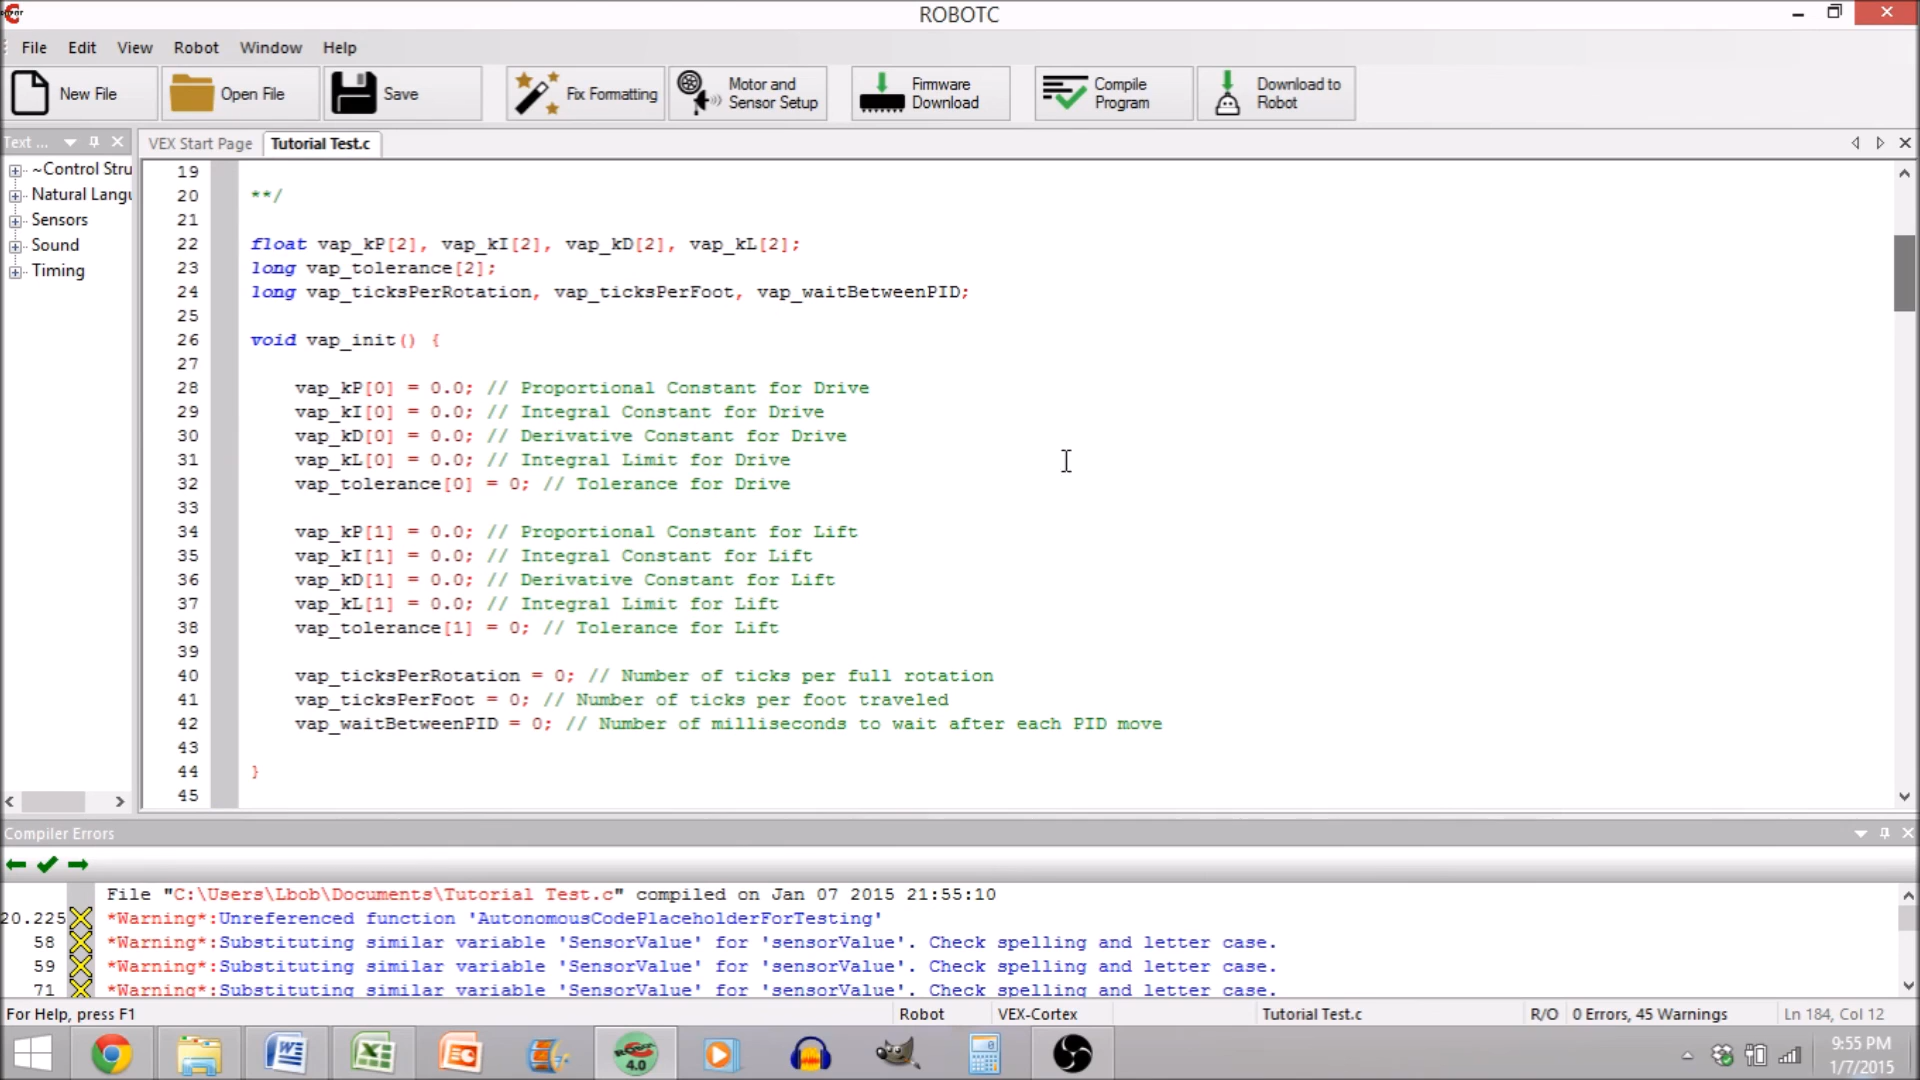 ROBOTC
File Edit View Robot Window Help
New File Open File Save Fix Formatting Motor and Sensor Setup Firmware Download Compile Program Download to Robot
Text ... VEX Start Page Tutorial Test.c
~Control Stru
Natural Langu
Sensors
Sound
Timing
19
20 **/
21
22 float vap_kP[2], vap_kI[2], vap_kD[2], vap_kL[2];
23 long vap_tolerance[2];
24 long vap_ticksPerRotation, vap_ticksPerFoot, vap_waitBetweenPID;
25
26 void vap_init() {
27
28 vap_kP[0] = 0.0; // Proportional Constant for Drive
29 vap_kI[0] = 0.0; // Integral Constant for Drive
30 vap_kD[0] = 0.0; // Derivative Constant for Drive
31 vap_kL[0] = 0.0; // Integral Limit for Drive
32 vap_tolerance[0] = 0; // Tolerance for Drive
33
34 vap_kP[1] = 0.0; // Proportional Constant for Lift
35 vap_kI[1] = 0.0; // Integral Constant for Lift
36 vap_kD[1] = 0.0; // Derivative Constant for Lift
37 vap_kL[1] = 0.0; // Integral Limit for Lift
38 vap_tolerance[1] = 0; // Tolerance for Lift
39
40 vap_ticksPerRotation = 0; // Number of ticks per full rotation
41 vap_ticksPerFoot = 0; // Number of ticks per foot traveled
42 vap_waitBetweenPID = 0; // Number of milliseconds to wait after each PID move
43
44 }
45
Compiler Errors
File "C:\Users\Lbob\Documents\Tutorial Test.c" compiled on Jan 07 2015 21:55:10
20.225 *Warning*:Unreferenced function 'AutonomousCodePlaceholderForTesting'
58 *Warning*:Substituting similar variable 'SensorValue' for 'sensorValue'. Check spelling and letter case.
59 *Warning*:Substituting similar variable 'SensorValue' for 'sensorValue'. Check spelling and letter case.
71 *Warning*:Substituting similar variable 'SensorValue' for 'sensorValue'. Check spelling and letter case.
For Help, press F1 Robot VEX-Cortex Tutorial Test.c R/O 0 Errors, 45 Warnings Ln 184, Col 12
4.0
9:55 PM
1/7/2015